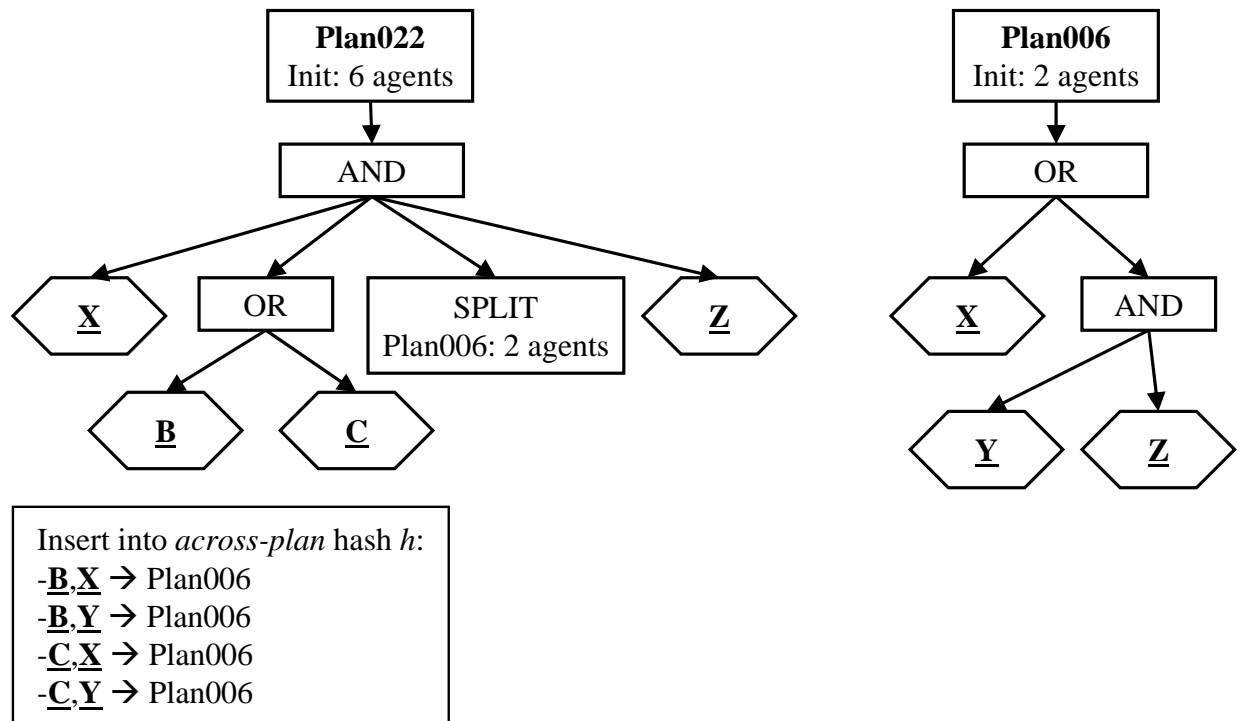 Plan022
Init: 6 agents
AND
X
OR
SPLIT
Plan006: 2 agents
Z
B
C
Plan006
Init: 2 agents
OR
X
AND
Y
Z
Insert into across-plan hash h:
-B,X → Plan006
-B,Y → Plan006
-C,X → Plan006
-C,Y → Plan006